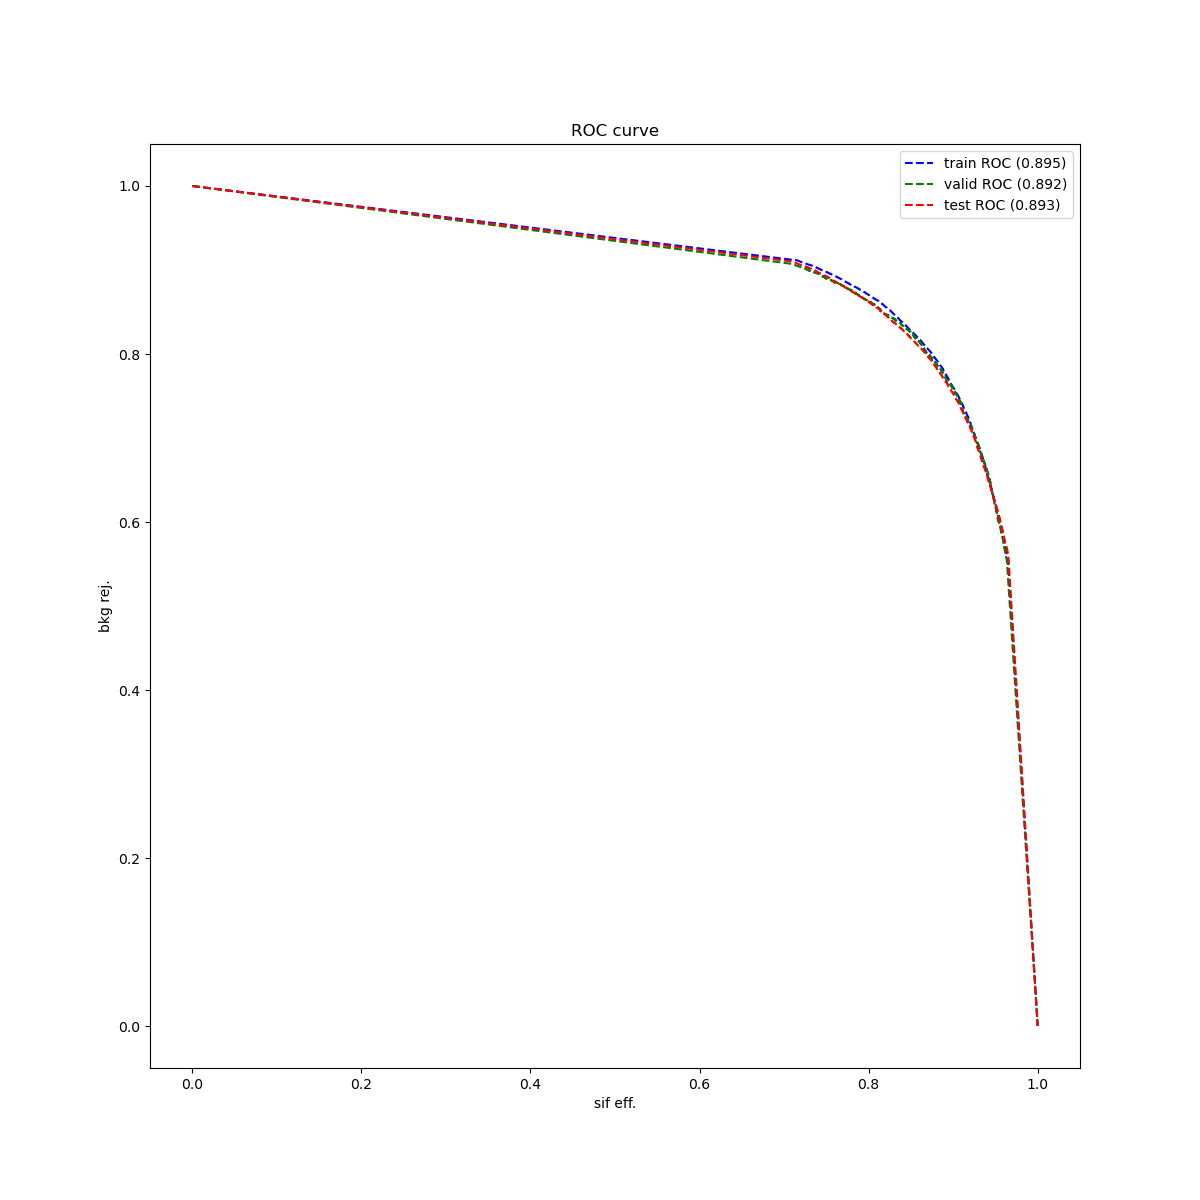 ROC curve
train ROC (0.895)
valid ROC (0.892)
test ROC (0.893)
1.0
0.8
0.6
0.4
0.2
0.0
bkg rej.
0.0 0.2 0.4 0.6 0.8 1.0
sif eff.